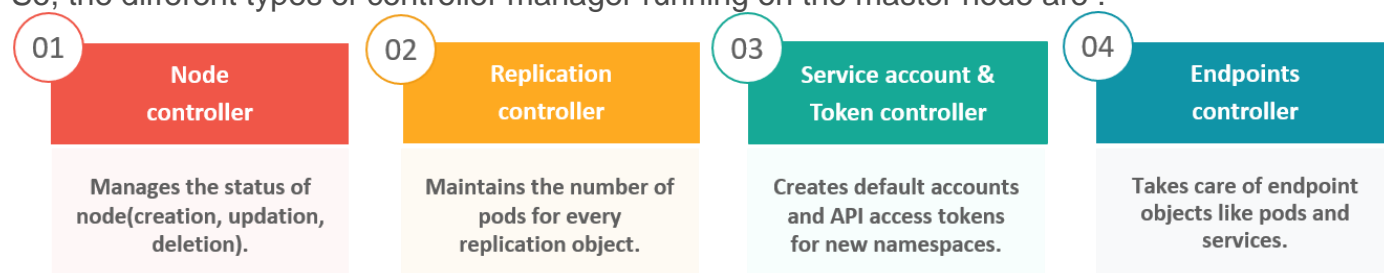 So, the different types of controller manager running on the master node are :
01
Node
controller
Manages the status of
node(creation, updation,
deletion).
02
Replication
controller
Maintains the number of
pods for every
replication object.
03
Service account &
Token controller
Creates default accounts
and API access tokens
for new namespaces.
04
Endpoints
controller
Takes care of endpoint
objects like pods and
services.